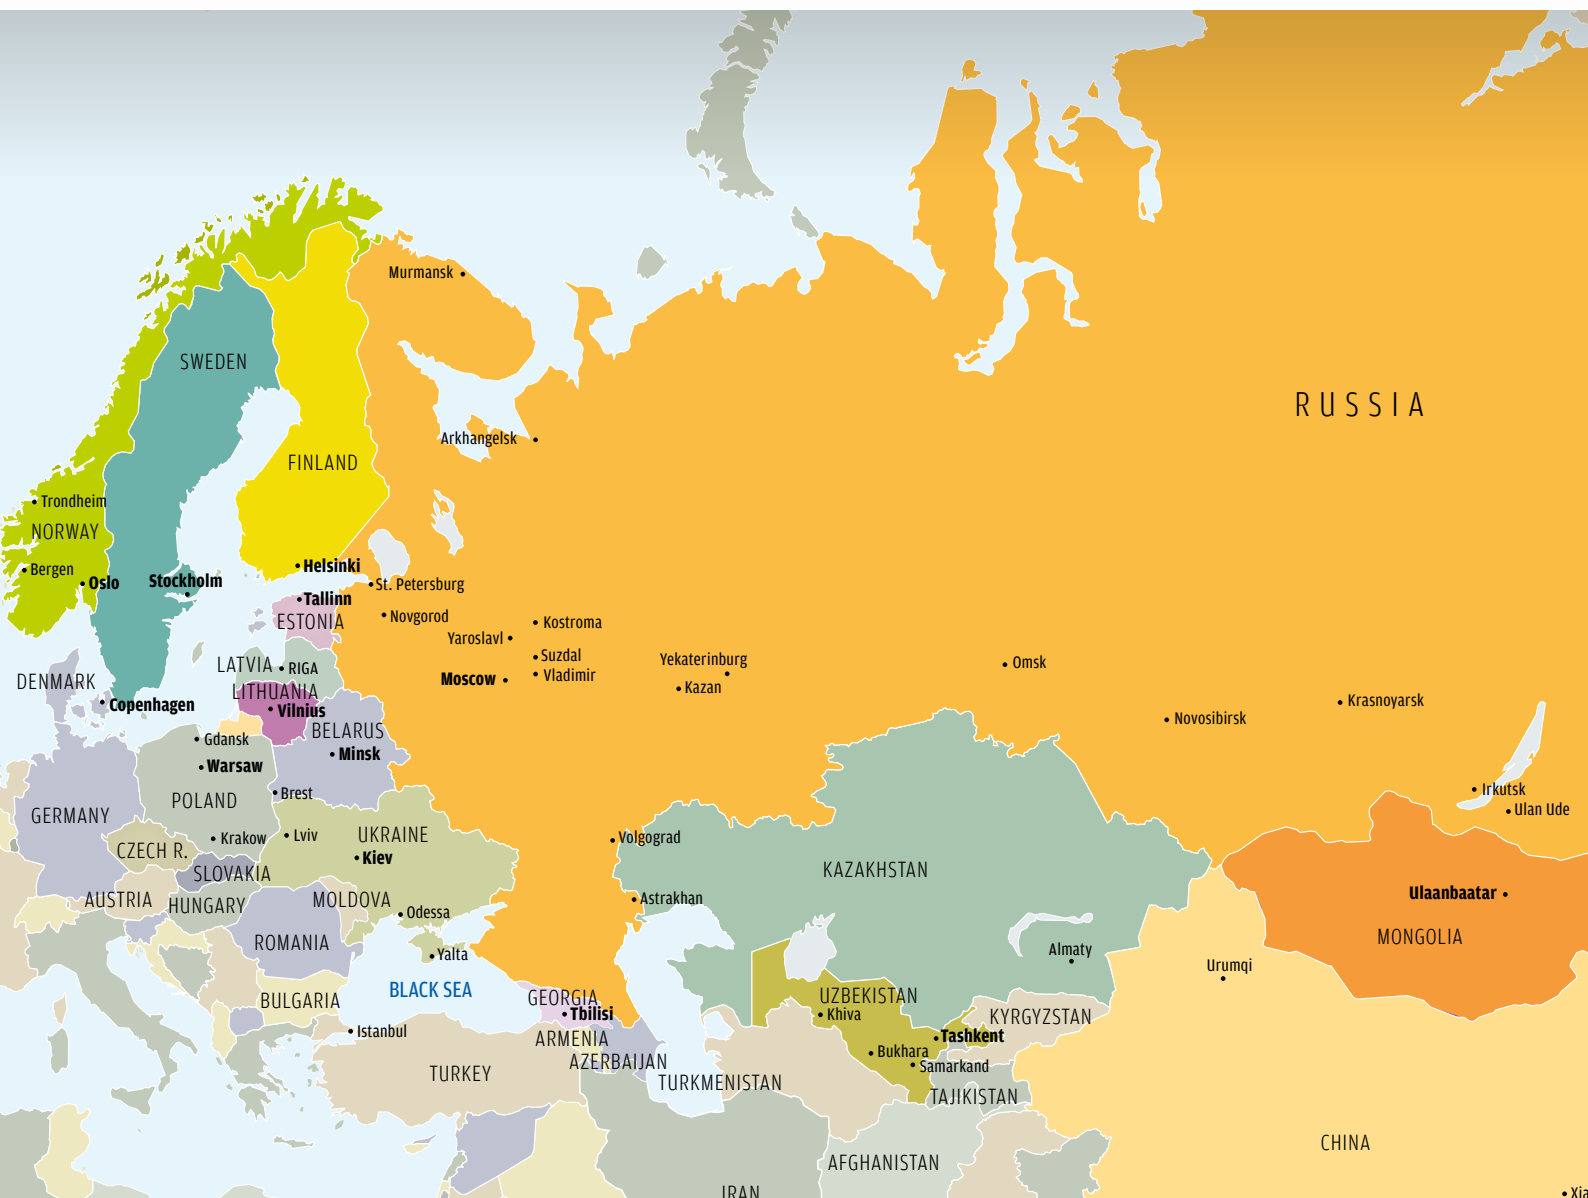 Murmansk
SWEDEN
RUSSIA
Arkhangelsk
FINLAND
Trondheim
NORWAY
Helsinki
Bergen
Oslo
Stockholm
St. Petersburg
Tallinn
Novgorod
ESTONIA
Kostroma
Yaroslavl
Suzdal
Yekaterinburg
Omsk
LATVIA
RIGA
Vladimir
Moscow
DENMARK
Kazan
LITHUANIA
Krasnoyarsk
Copenhagen
Vilnius
Novosibirsk
BELARUS
Gdansk
Minsk
Warsaw
Irkutsk
Brest
POLAND
Ulan Ude
GERMANY
Lviv
UKRAINE
Volgograd
Krakow
CZECH R.
Kiev
KAZAKHSTAN
SLOVAKIA
Ulaanbaatar
AUSTRIA
HUNGARY
MOLDOVA
Astrakhan
Odessa
MONGOLIA
ROMANIA
Almaty
Yalta
Urumqi
BLACK SEA
UZBEKISTAN
GEORGIA
BULGARIA
Tbilisi
Khiva
KYRGYZSTAN
Istanbul
ARMENIA
Tashkent
Bukhara
AZERBAIJAN
Samarkand
TURKEY
TURKMENISTAN
TAJIKISTAN
CHINA
AFGHANISTAN
IRAN